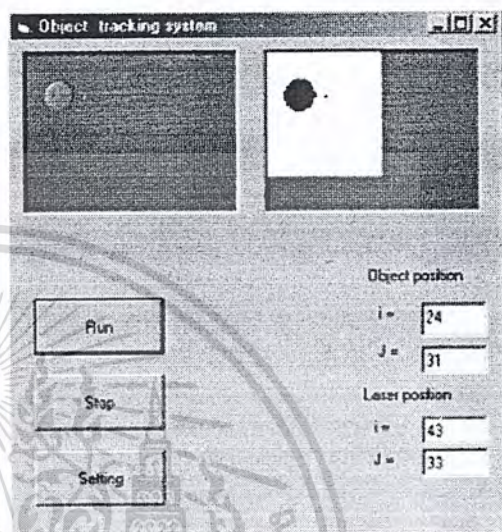 Object tracking system
Object position
i = 24
J = 31
Run
Stop
Setting
Laser position
i = 43
J = 33